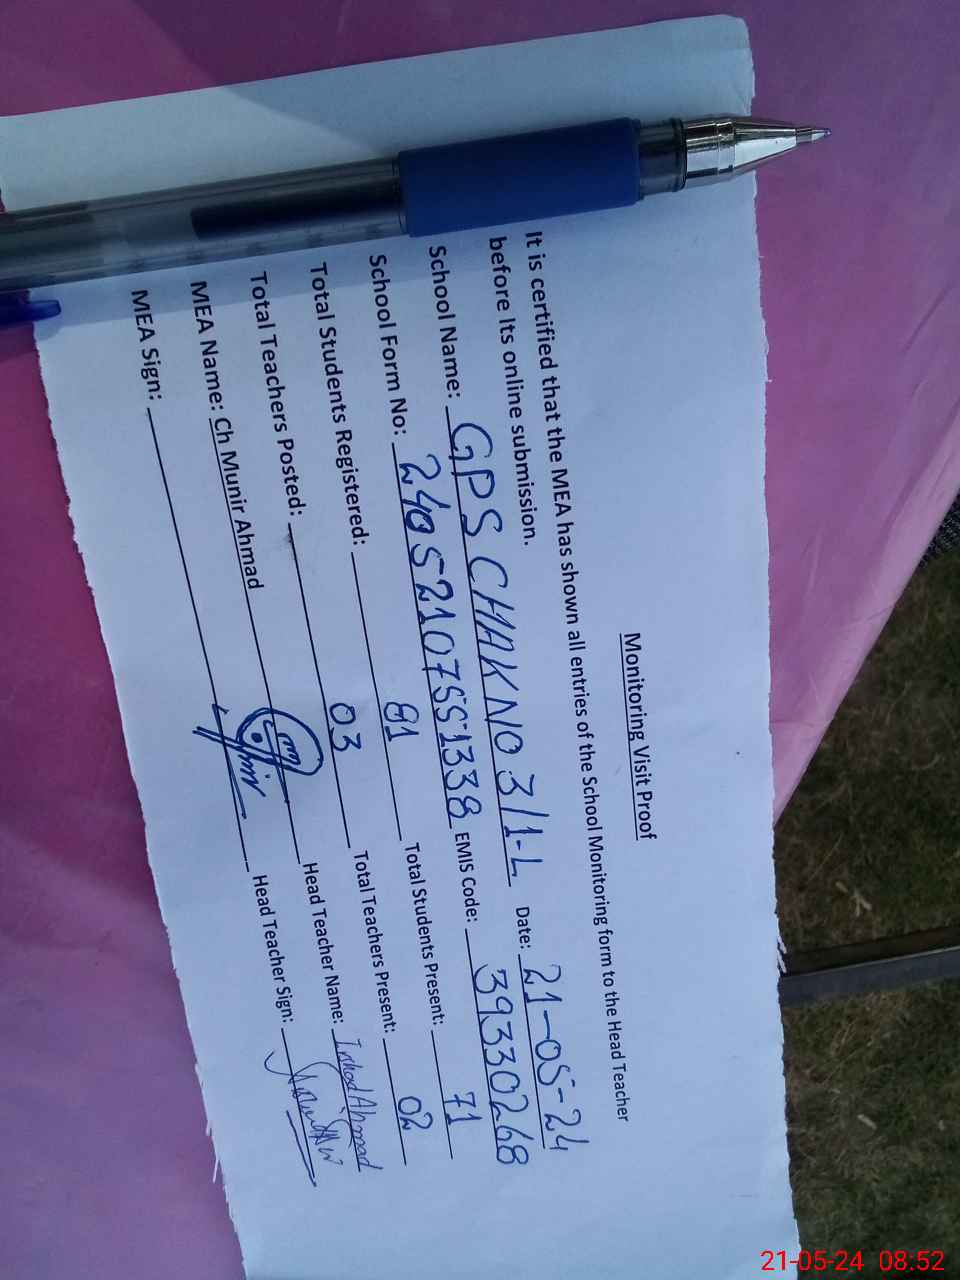 Monitoring Visit Proof
It is certified that the MEA has shown all entries of the School Monitoring form to the Head Teacher
before Its online submission.
School Name: GPS CHAK NO 3/1-L Date: 21-05-24
School Form No: 2405210755-1338 EMIS Code: 39330268
Total Students Registered: 81 Total Students Present: 71
Total Teachers Posted: 03 Total Teachers Present: 02
MEA Name: Ch Munir Ahmad Head Teacher Name: Irshad Ahmad
MEA Sign: Head Teacher Sign:
21-05-24 08:52